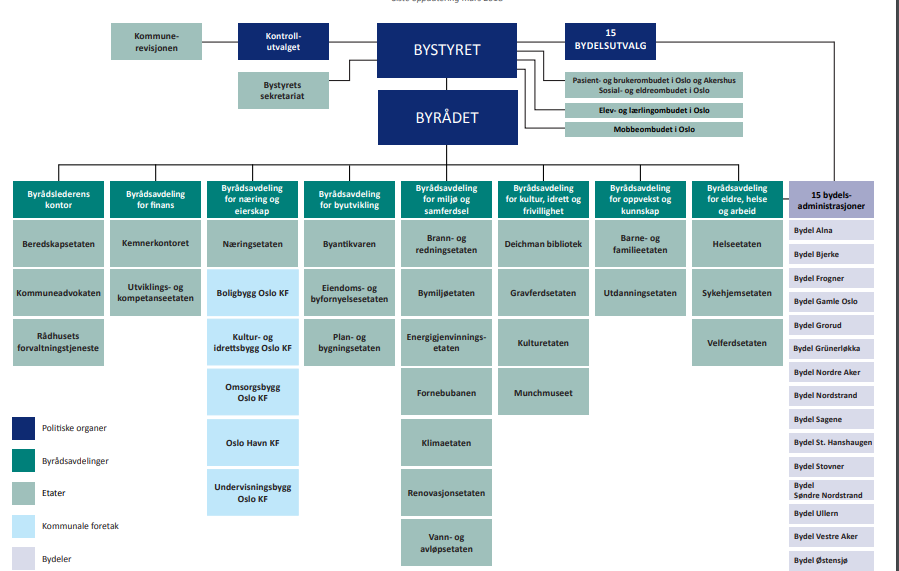 Kommune-
revisjonen
Kontroll-
utvalget
BYSTYRET
15
BYDELSUTVALG
Bystyrets
sekretariat
Pasient- og brukerombudet i Oslo og Akershus
Sosial- og eldreombudet i Oslo
Elev- og lærlingombudet i Oslo
Mobbeombudet i Oslo
BYRÅDET
Byrådslederens
kontor
Beredskapsetaten
Kommuneadvokaten
Rådhusets
forvaltningstjeneste
Byrådsavdeling
for finans
Kemnerkontoret
Utviklings- og
kompetanseetaten
Byrådsavdeling
for næring og
eierskap
Næringsetaten
Boligbygg Oslo KF
Kultur- og
idrettsbygg Oslo KF
Omsorgsbygg
Oslo KF
Oslo Havn KF
Undervisningsbygg
Oslo KF
Byrådsavdeling
for byutvikling
Byantikvaren
Eiendoms- og
byfornyelsesetaten
Plan- og
bygningsetaten
Byrådsavdeling
for miljø og
samferdsel
Brann- og
redningsetaten
Bymiljøetaten
Energigjenvinnings-
etaten
Fornebubanen
Klimaetaten
Renovasjonsetaten
Vann- og
avløpsetaten
Byrådsavdeling
for kultur, idrett og
frivillighet
Deichman bibliotek
Gravferdsetaten
Kulturetaten
Munchmuseet
Byrådsavdeling
for oppvekst og
kunnskap
Barne- og
familieetaten
Utdanningsetaten
Byrådsavdeling
for eldre, helse
og arbeid
Helseetaten
Sykehjemsetaten
Velferdsetaten
15 bydels-
administrasjoner
Bydel Alna
Bydel Bjerke
Bydel Frogner
Bydel Gamle Oslo
Bydel Grorud
Bydel Grünerløkka
Bydel Nordre Aker
Bydel Nordstrand
Bydel Sagene
Bydel St. Hanshaugen
Bydel Stovner
Bydel
Søndre Nordstrand
Bydel Ullern
Bydel Vestre Aker
Bydel Østensjø
Politiske organer
Byrådsavdelinger
Etater
Kommunale foretak
Bydeler